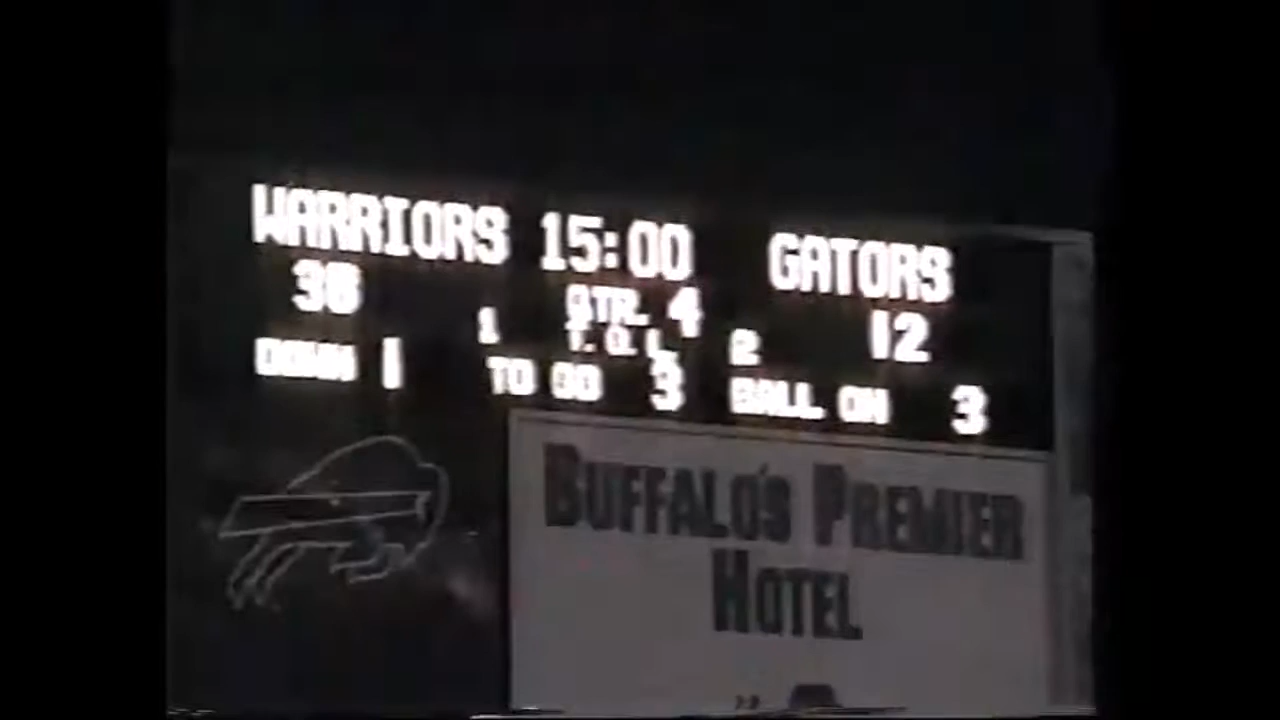 WARRIORS 15:00 GATORS
36 QTR. 4 12
1 T.O.L 2
DOWN 1 TO GO 3 BALL ON 3
BUFFALO'S PREMIER
HOTEL